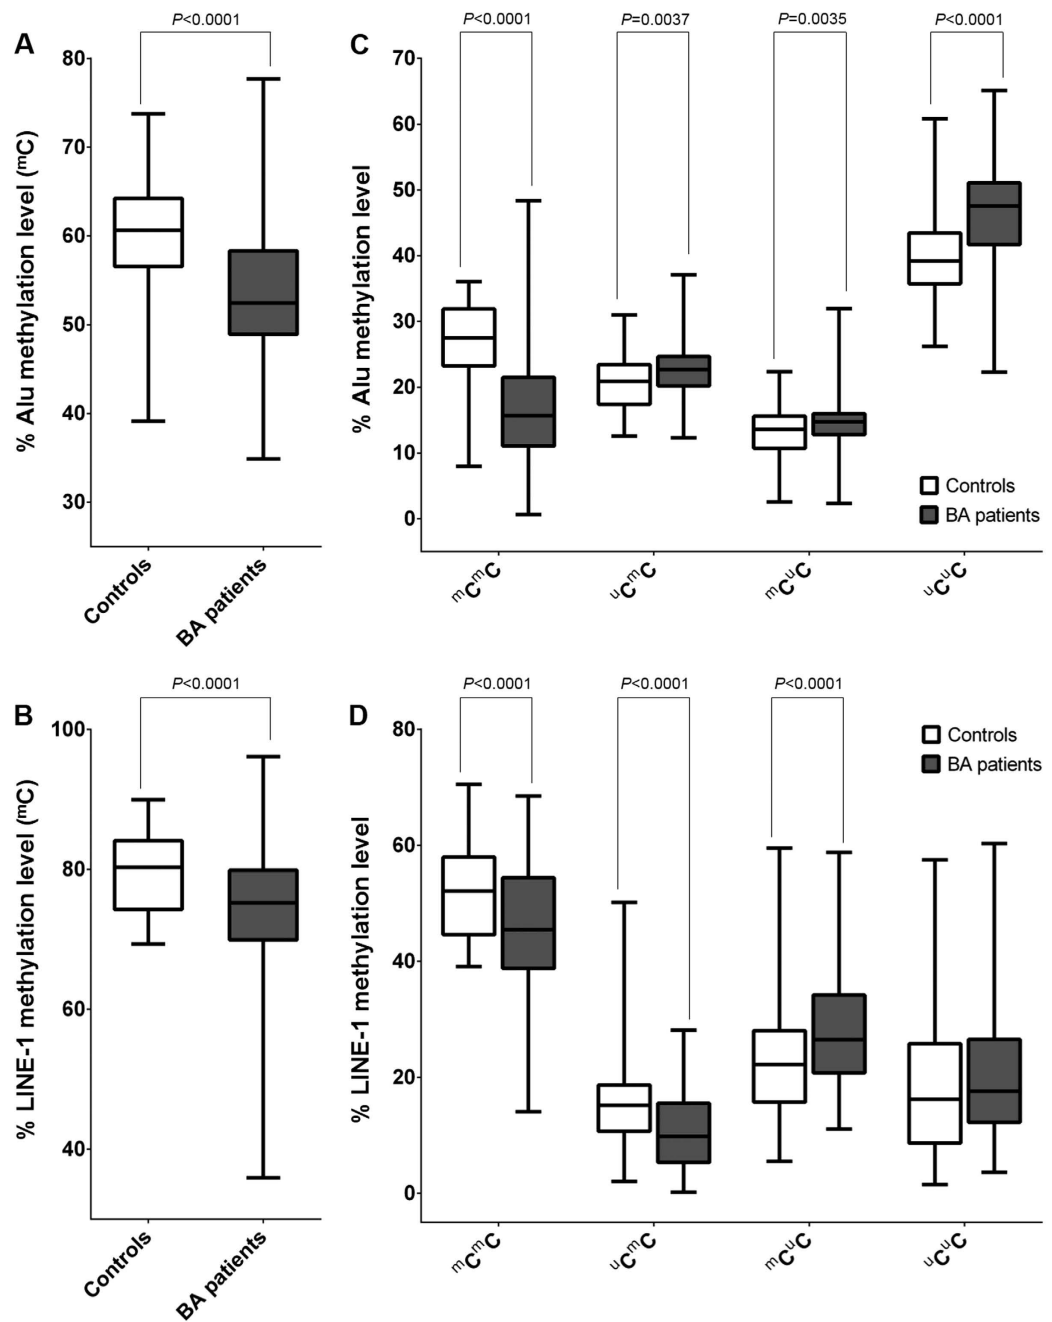 A
P<0.0001
% Alu methylation level (ᵐC)
80
70
60
50
40
30
Controls
BA patients
C
P<0.0001
P=0.0037
P=0.0035
P<0.0001
% Alu methylation level
70
60
50
40
30
20
10
0
ᵐCᵐC
ᵘCᵐC
ᵐCᵘC
ᵘCᵘC
Controls
BA patients
B
P<0.0001
% LINE-1 methylation level (ᵐC)
100
80
60
40
Controls
BA patients
D
P<0.0001
P<0.0001
P<0.0001
% LINE-1 methylation level
80
60
40
20
0
ᵐCᵐC
ᵘCᵐC
ᵐCᵘC
ᵘCᵘC
Controls
BA patients